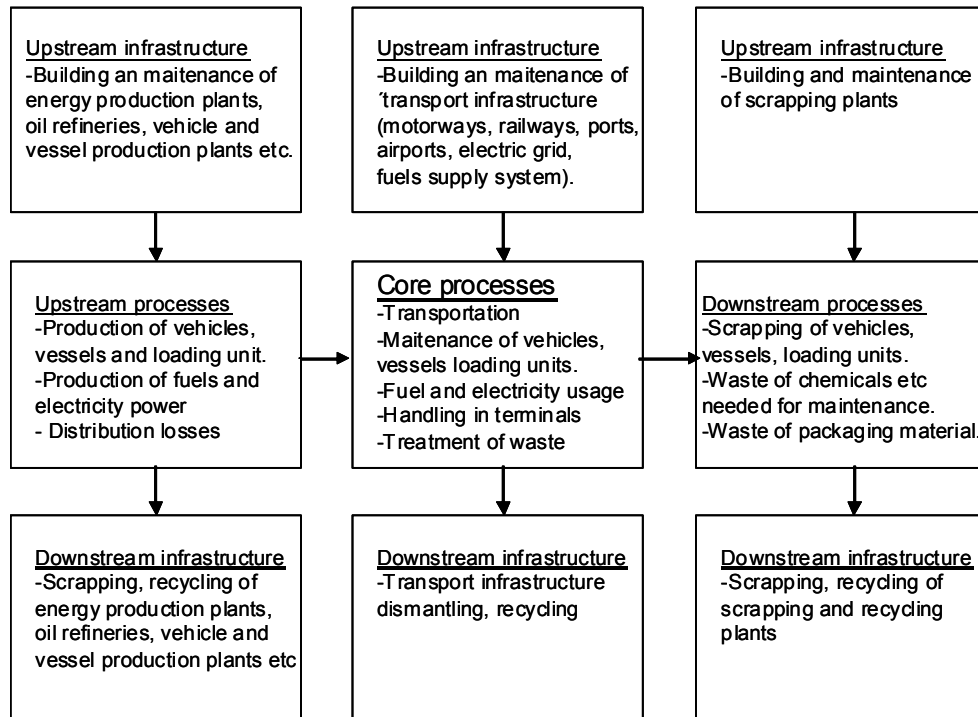 Upstream infrastructure
-Building an maitenance of
energy production plants,
oil refineries, vehicle and
vessel production plants etc.
Upstream infrastructure
-Building an maitenance of
´transport infrastructure
(motorways, railways, ports,
airports, electric grid,
fuels supply system).
Upstream infrastructure
-Building and maintenance
of scrapping plants
Upstream processes
-Production of vehicles,
vessels and loading unit.
-Production of fuels and
electricity power
- Distribution losses
Core processes
-Transportation
-Maitenance of vehicles,
vessels loading units.
-Fuel and electricity usage
-Handling in terminals
-Treatment of waste
Downstream processes
-Scrapping of vehicles,
vessels, loading units.
-Waste of chemicals etc
needed for maintenance.
-Waste of packaging material.
Downstream infrastructure
-Scrapping, recycling of
energy production plants,
oil refineries, vehicle and
vessel production plants etc
Downstream infrastructure
-Transport infrastructure
dismantling, recycling
Downstream infrastructure
-Scrapping, recycling of
scrapping and recycling
plants